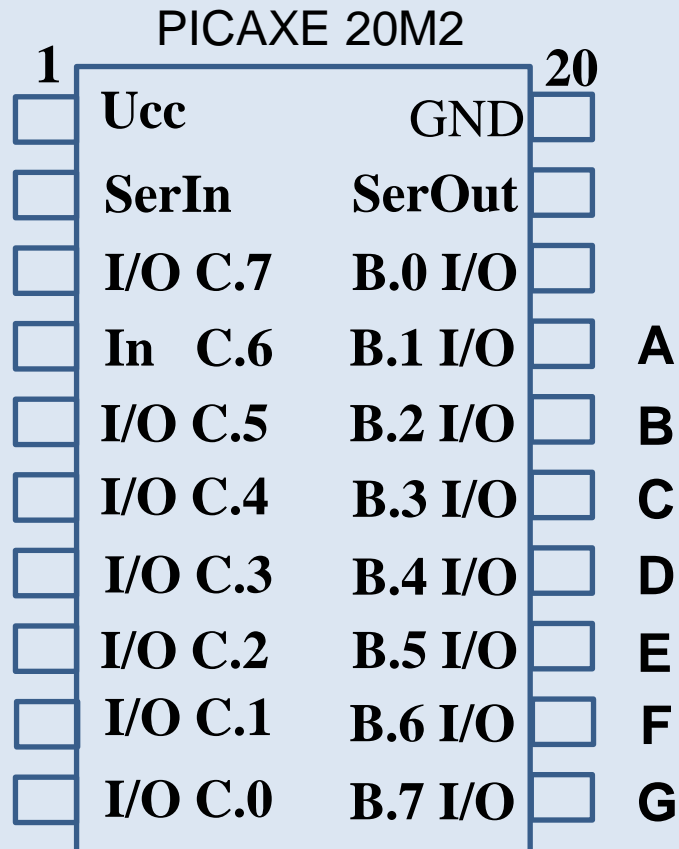 PICAXE 20M2
1 20
Ucc GND
SerIn SerOut
I/O C.7 B.0 I/O
In C.6 B.1 I/O A
I/O C.5 B.2 I/O B
I/O C.4 B.3 I/O C
I/O C.3 B.4 I/O D
I/O C.2 B.5 I/O E
I/O C.1 B.6 I/O F
I/O C.0 B.7 I/O G